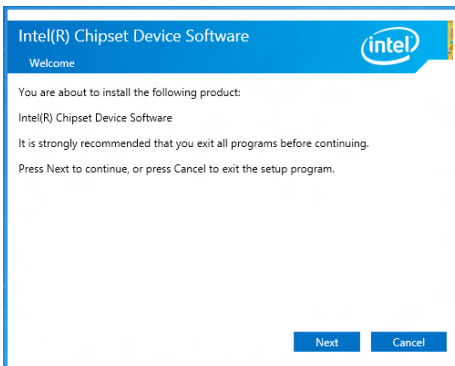 Intel(R) Chipset Device Software
intel
Welcome
You are about to install the following product:
Intel(R) Chipset Device Software
It is strongly recommended that you exit all programs before continuing.
Press Next to continue, or press Cancel to exit the setup program.
Next
Cancel